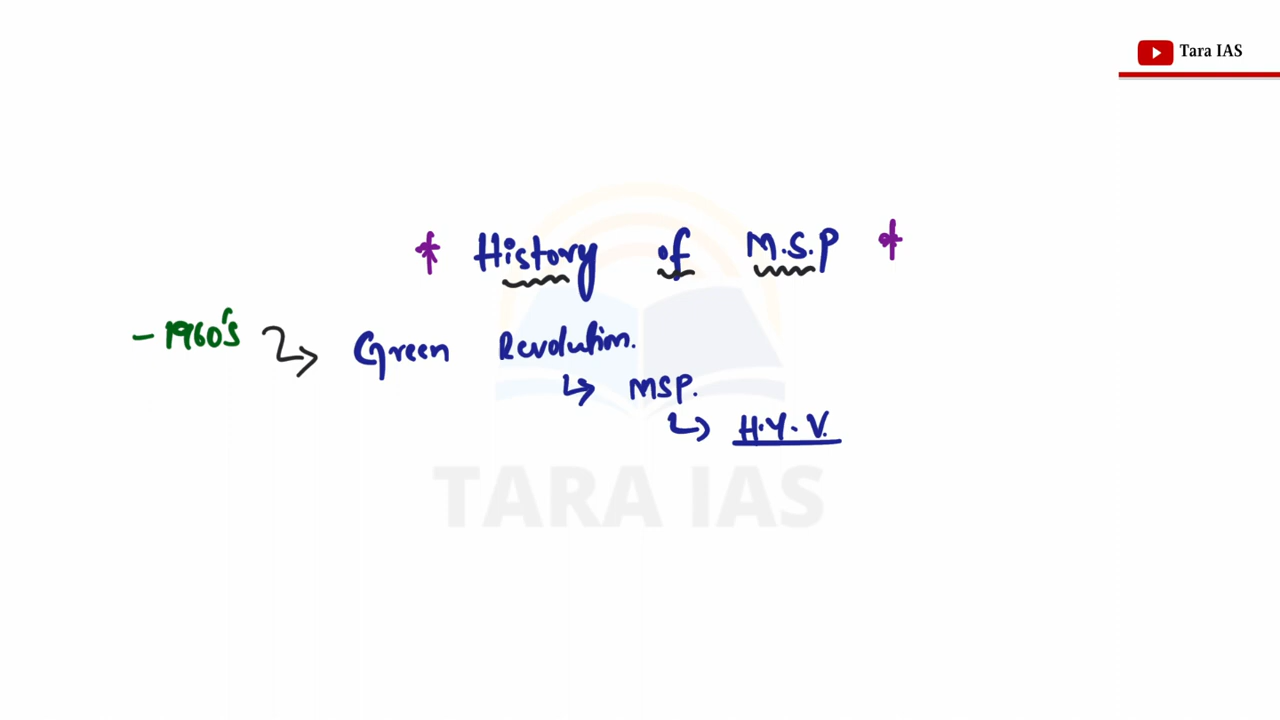 Tara IAS
* History of M.S.P *
- 1960's → Green Revolution.
↳ MSP.
↳ H.Y.V.
TARA IAS